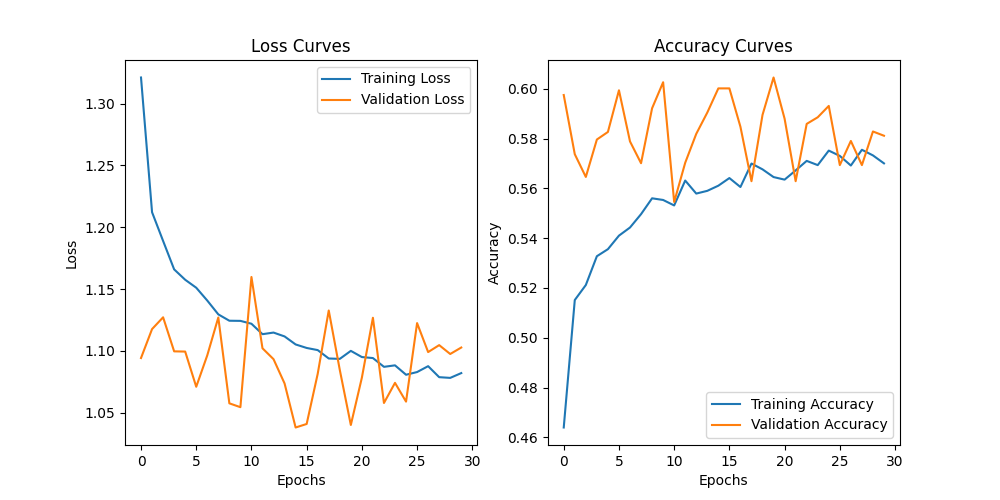 Loss Curves
Loss
1.30
1.25
1.20
1.15
1.10
1.05
0 5 10 15 20 25 30
Epochs
Training Loss
Validation Loss
Accuracy Curves
Accuracy
0.60
0.58
0.56
0.54
0.52
0.50
0.48
0.46
0 5 10 15 20 25 30
Epochs
Training Accuracy
Validation Accuracy